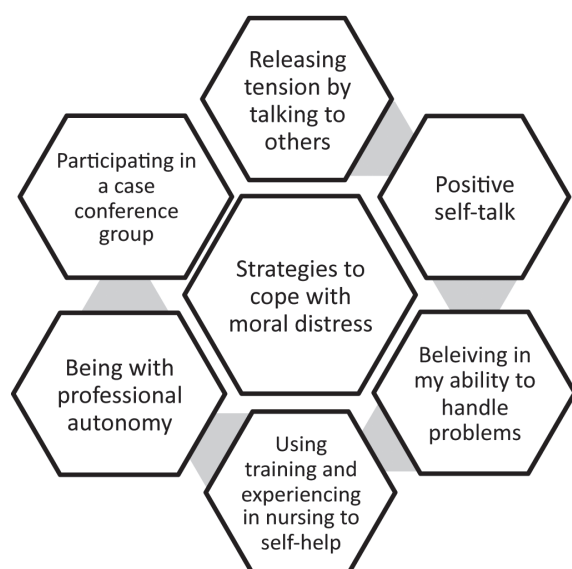 Releasing
tension by
talking to
others
Positive
self-talk
Beleiving in
my ability to
handle
problems
Using
training and
experiencing
in nursing to
self-help
Being with
professional
autonomy
Participating in
a case
conference
group
Strategies to
cope with
moral distress